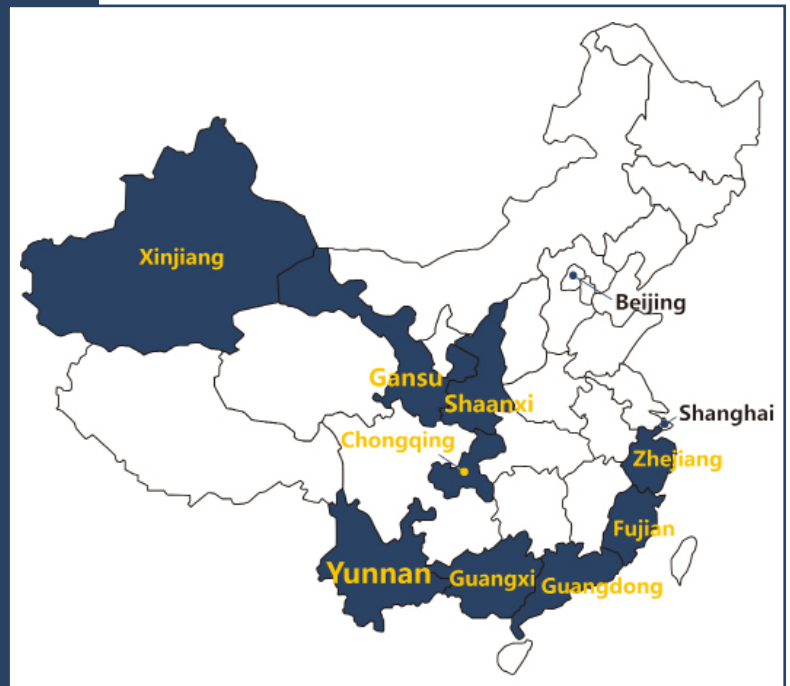 Xinjiang
Beijing
Gansu
Shaanxi
Shanghai
Chongqing
Zhejiang
Fujian
Yunnan
Guangxi
Guangdong